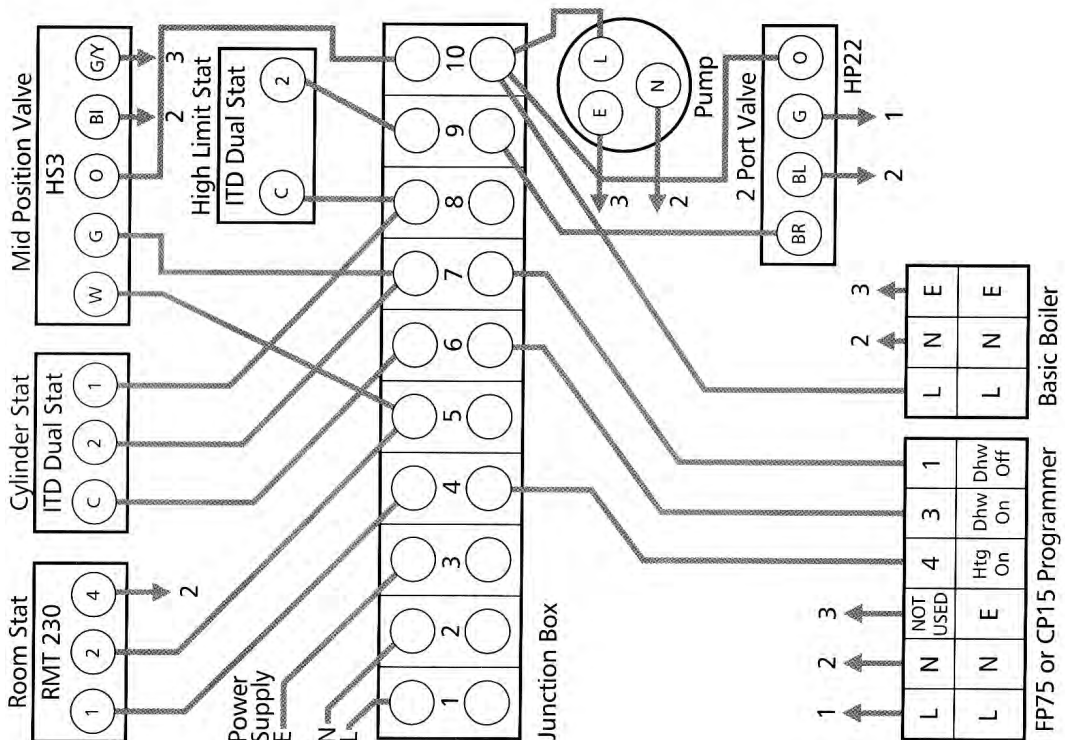 Room Stat
RMT 230
1
2
4
2
Cylinder Stat
ITD Dual Stat
C
2
1
Mid Position Valve
HS3
W
G
O
Bl
G/Y
2
3
High Limit Stat
ITD Dual Stat
C
2
Power
Supply
E
N
L
1
2
3
4
5
6
7
8
9
10
Junction Box
L
E
N
Pump
3
2
2 Port Valve
BR
BL
G
O
HP22
2
1
1
2
3
L
N
NOT
USED
4
3
1
L
N
E
Htg
On
Dhw
On
Dhw
Off
FP75 or CP15 Programmer
2
3
L
N
E
L
N
E
Basic Boiler